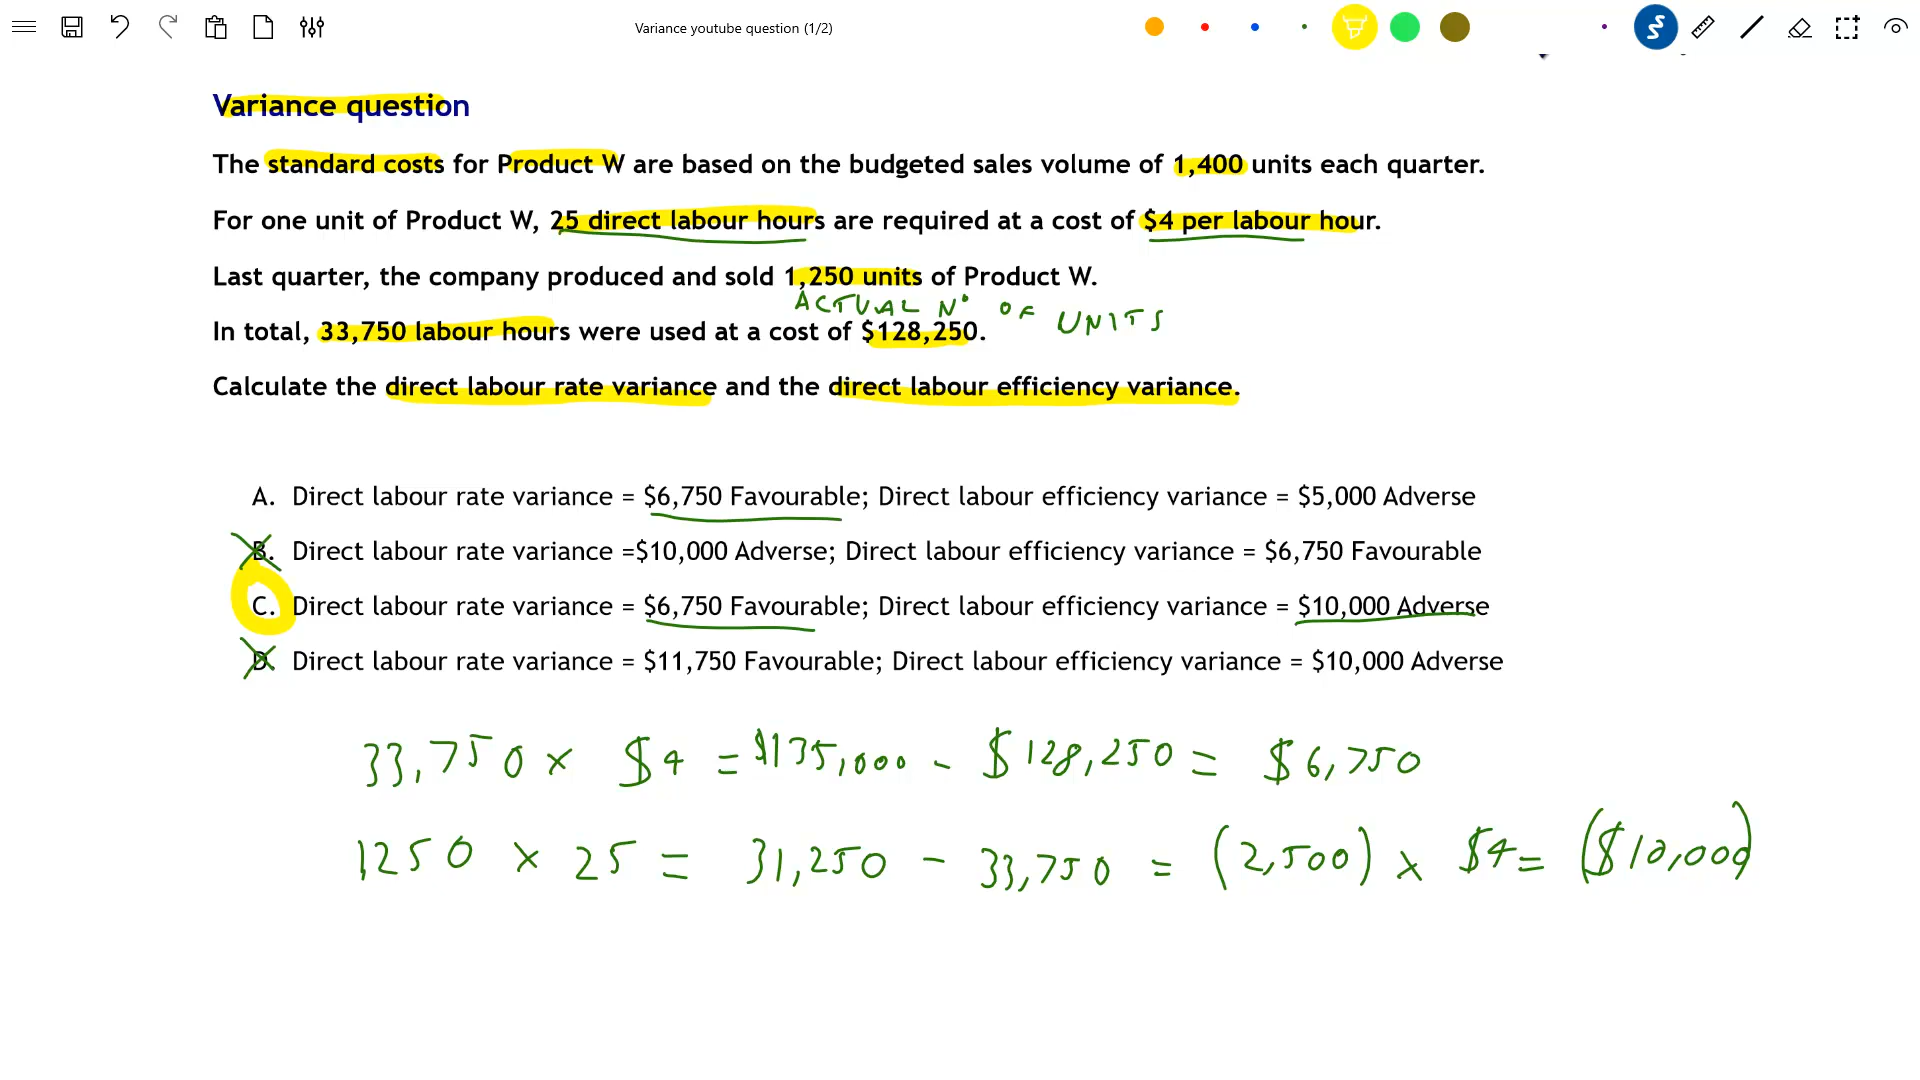 Variance youtube question (1/2)
Variance question
The standard costs for Product W are based on the budgeted sales volume of 1,400 units each quarter.
For one unit of Product W, 25 direct labour hours are required at a cost of $4 per labour hour.
Last quarter, the company produced and sold 1,250 units of Product W.
ACTUAL Nº OF UNITS
In total, 33,750 labour hours were used at a cost of $128,250.
Calculate the direct labour rate variance and the direct labour efficiency variance.
A. Direct labour rate variance = $6,750 Favourable; Direct labour efficiency variance = $5,000 Adverse
B. Direct labour rate variance =$10,000 Adverse; Direct labour efficiency variance = $6,750 Favourable
C. Direct labour rate variance = $6,750 Favourable; Direct labour efficiency variance = $10,000 Adverse
D. Direct labour rate variance = $11,750 Favourable; Direct labour efficiency variance = $10,000 Adverse
33,750 × $4 = $135,000 - $128,250 = $6,750
1250 × 25 = 31,250 - 33,750 = (2,500) × $4 = ($10,000)